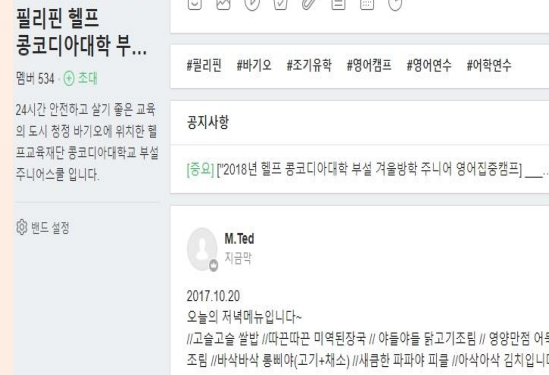 필리핀 헬프
콩코디아대학 부...
멤버 534 · 초대
24시간 안전하고 살기 좋은 교육
의 도시 청정 바기오에 위치한 헬
프교육재단 콩코디아대학교 부설
주니어스쿨 입니다.
밴드 설정
#필리핀 #바기오 #조기유학 #영어캠프 #영어연수 #어학연수
공지사항
[중요] ["2018년 헬프 콩코디아대학 부설 겨울방학 주니어 영어집중캠프] ___...
M.Ted
지금막
2017.10.20
오늘의 저녁메뉴입니다~
//고슬고슬 쌀밥 //따끈따끈 미역된장국 // 야들야들 닭고기조림 // 영양만점 어묵
조림 //바삭바삭 롱삐야(고기+채소) //새콤한 파파야 피클 //아삭아삭 김치입니다